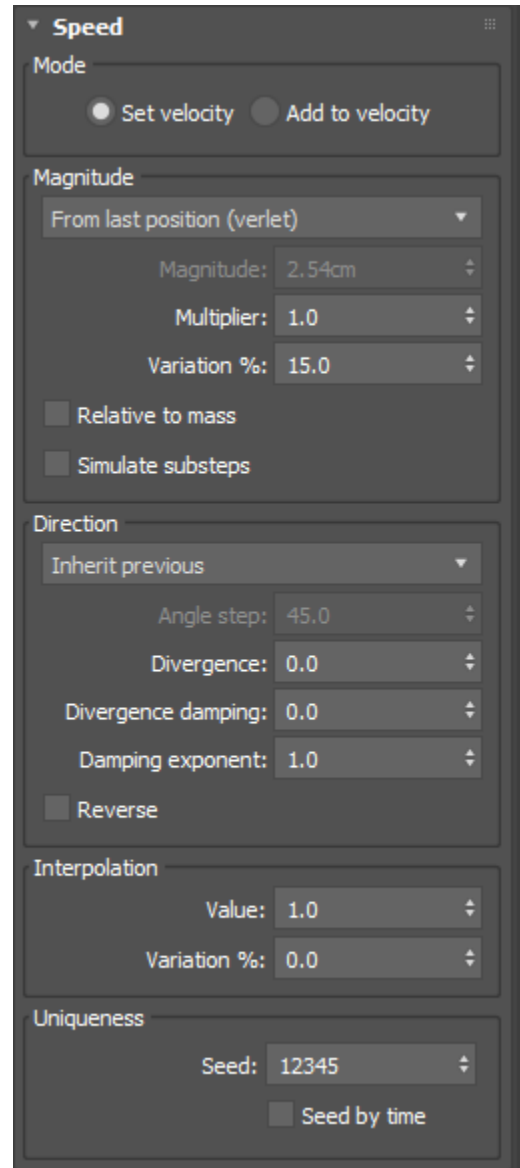 Speed
Mode
Set velocity Add to velocity
Magnitude
From last position (verlet)
Magnitude: 2.54cm
Multiplier: 1.0
Variation %: 15.0
Relative to mass
Simulate substeps
Direction
Inherit previous
Angle step: 45.0
Divergence: 0.0
Divergence damping: 0.0
Damping exponent: 1.0
Reverse
Interpolation
Value: 1.0
Variation %: 0.0
Uniqueness
Seed: 12345
Seed by time